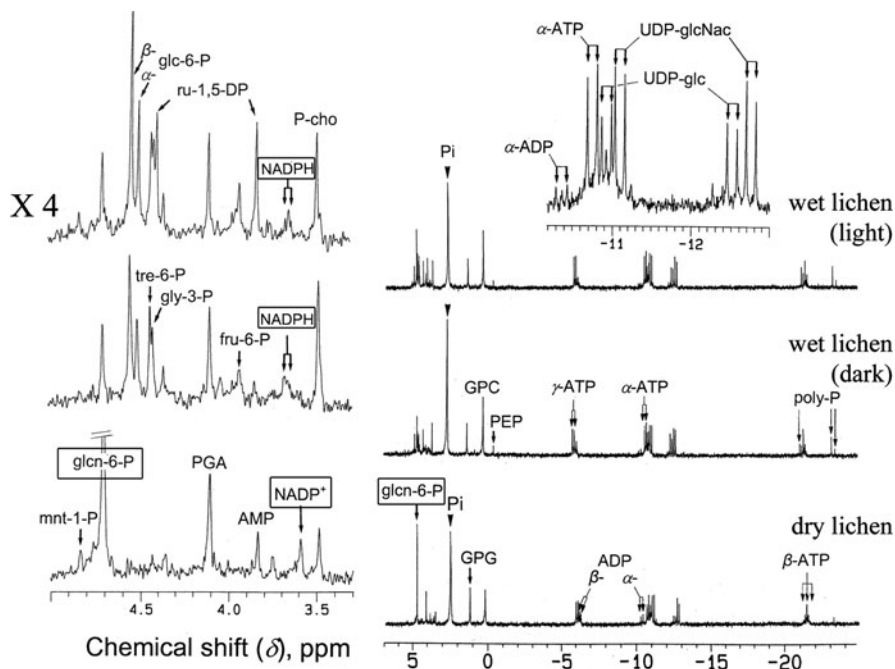 β-
glc-6-P
α-
ru-1,5-DP
P-cho
NADPH
X 4
tre-6-P
gly-3-P
NADPH
fru-6-P
glcn-6-P
PGA
NADP+
mnt-1-P
AMP
4.5 4.0 3.5
Chemical shift (δ), ppm
α-ATP
UDP-glcNac
UDP-glc
α-ADP
-11 -12
Pi
wet lichen
(light)
wet lichen
(dark)
GPC
PEP
γ-ATP
α-ATP
poly-P
glcn-6-P
Pi
dry lichen
GPG
ADP
β- α-
β-ATP
5 0 -5 -10 -15 -20